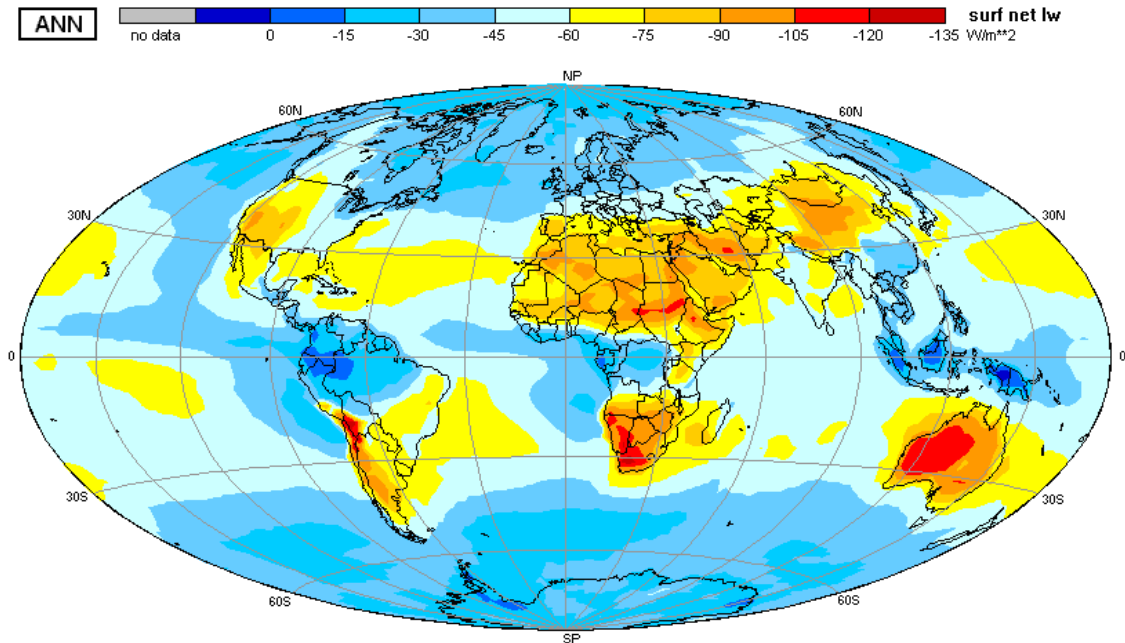 ANN
surf net lw
no data 0 -15 -30 -45 -60 -75 -90 -105 -120 -135 W/m**2
NP
60N 60N
30N 30N
0 0
30S 30S
60S 60S
SP